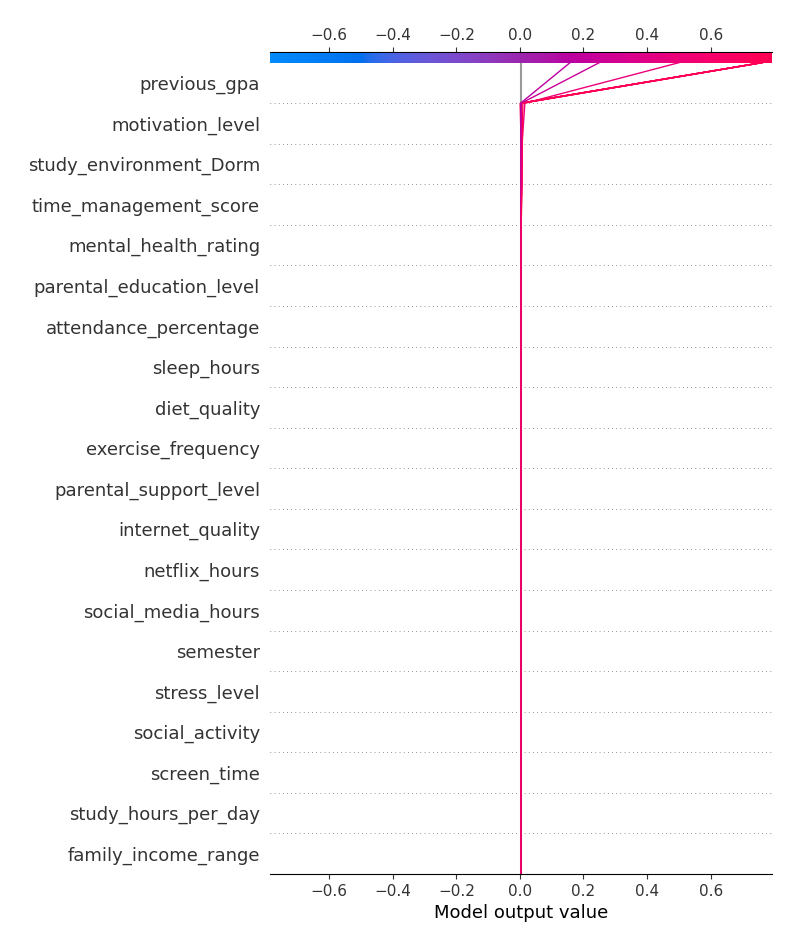 −0.6 −0.4 −0.2 0.0 0.2 0.4 0.6
previous_gpa
motivation_level
study_environment_Dorm
time_management_score
mental_health_rating
parental_education_level
attendance_percentage
sleep_hours
diet_quality
exercise_frequency
parental_support_level
internet_quality
netflix_hours
social_media_hours
semester
stress_level
social_activity
screen_time
study_hours_per_day
family_income_range
−0.6 −0.4 −0.2 0.0 0.2 0.4 0.6
Model output value